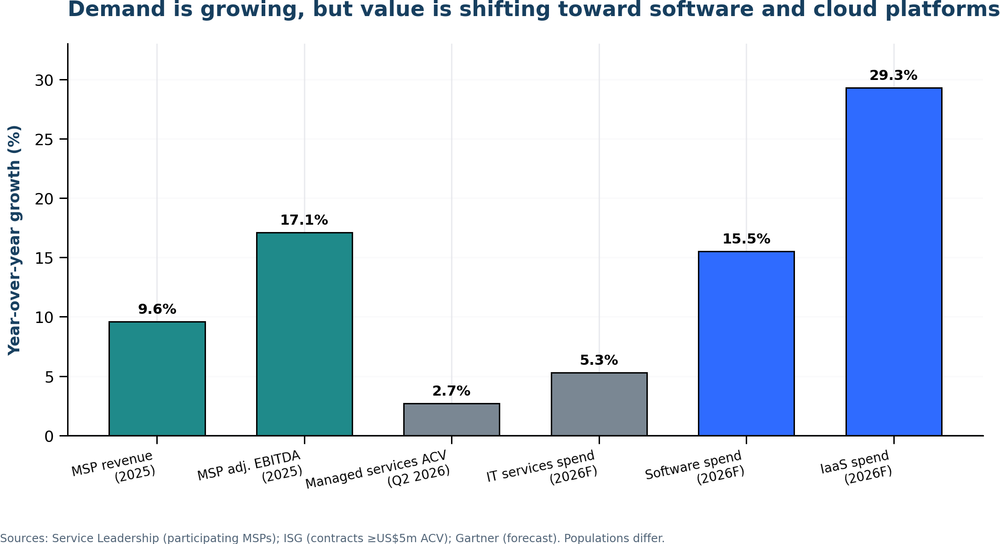 Demand is growing, but value is shifting toward software and cloud platforms
Year-over-year growth (%)
30
25
20
15
10
5
0
9.6%
17.1%
2.7%
5.3%
15.5%
29.3%
MSP revenue
(2025)
MSP adj. EBITDA
(2025)
Managed services ACV
(Q2 2026)
IT services spend
(2026F)
Software spend
(2026F)
IaaS spend
(2026F)
Sources: Service Leadership (participating MSPs); ISG (contracts ≥US$5m ACV); Gartner (forecast). Populations differ.